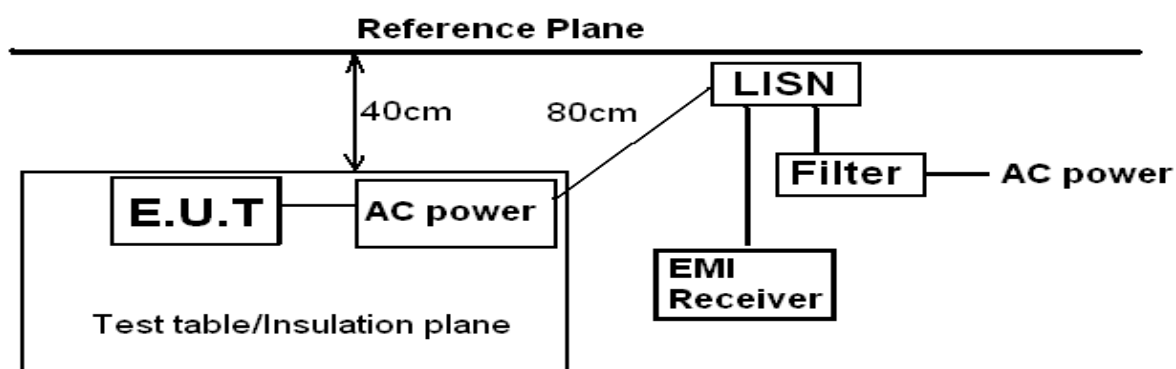 Reference Plane
LISN
40cm
80cm
Filter
AC power
E.U.T
AC power
EMI
Receiver
Test table/Insulation plane